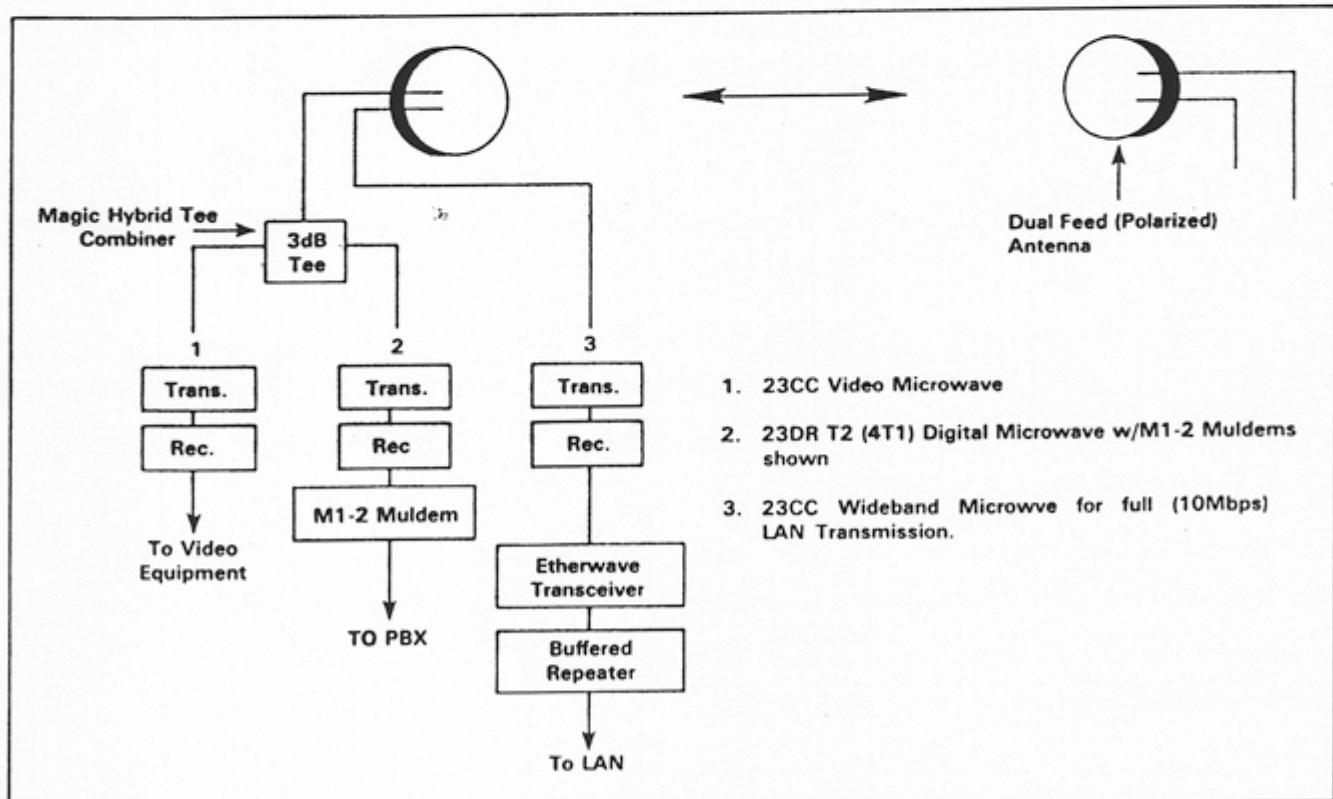 Magic Hybrid Tee
Combiner
3dB
Tee
Dual Feed (Polarized)
Antenna
1
2
3
Trans.
Trans.
Trans.
Rec.
Rec
Rec.
M1-2 Muldem
To Video
Equipment
TO PBX
Etherwave
Transceiver
Buffered
Repeater
To LAN
1. 23CC Video Microwave
2. 23DR T2 (4T1) Digital Microwave w/M1-2 Muldems
shown
3. 23CC Wideband Microwve for full (10Mbps)
LAN Transmission.